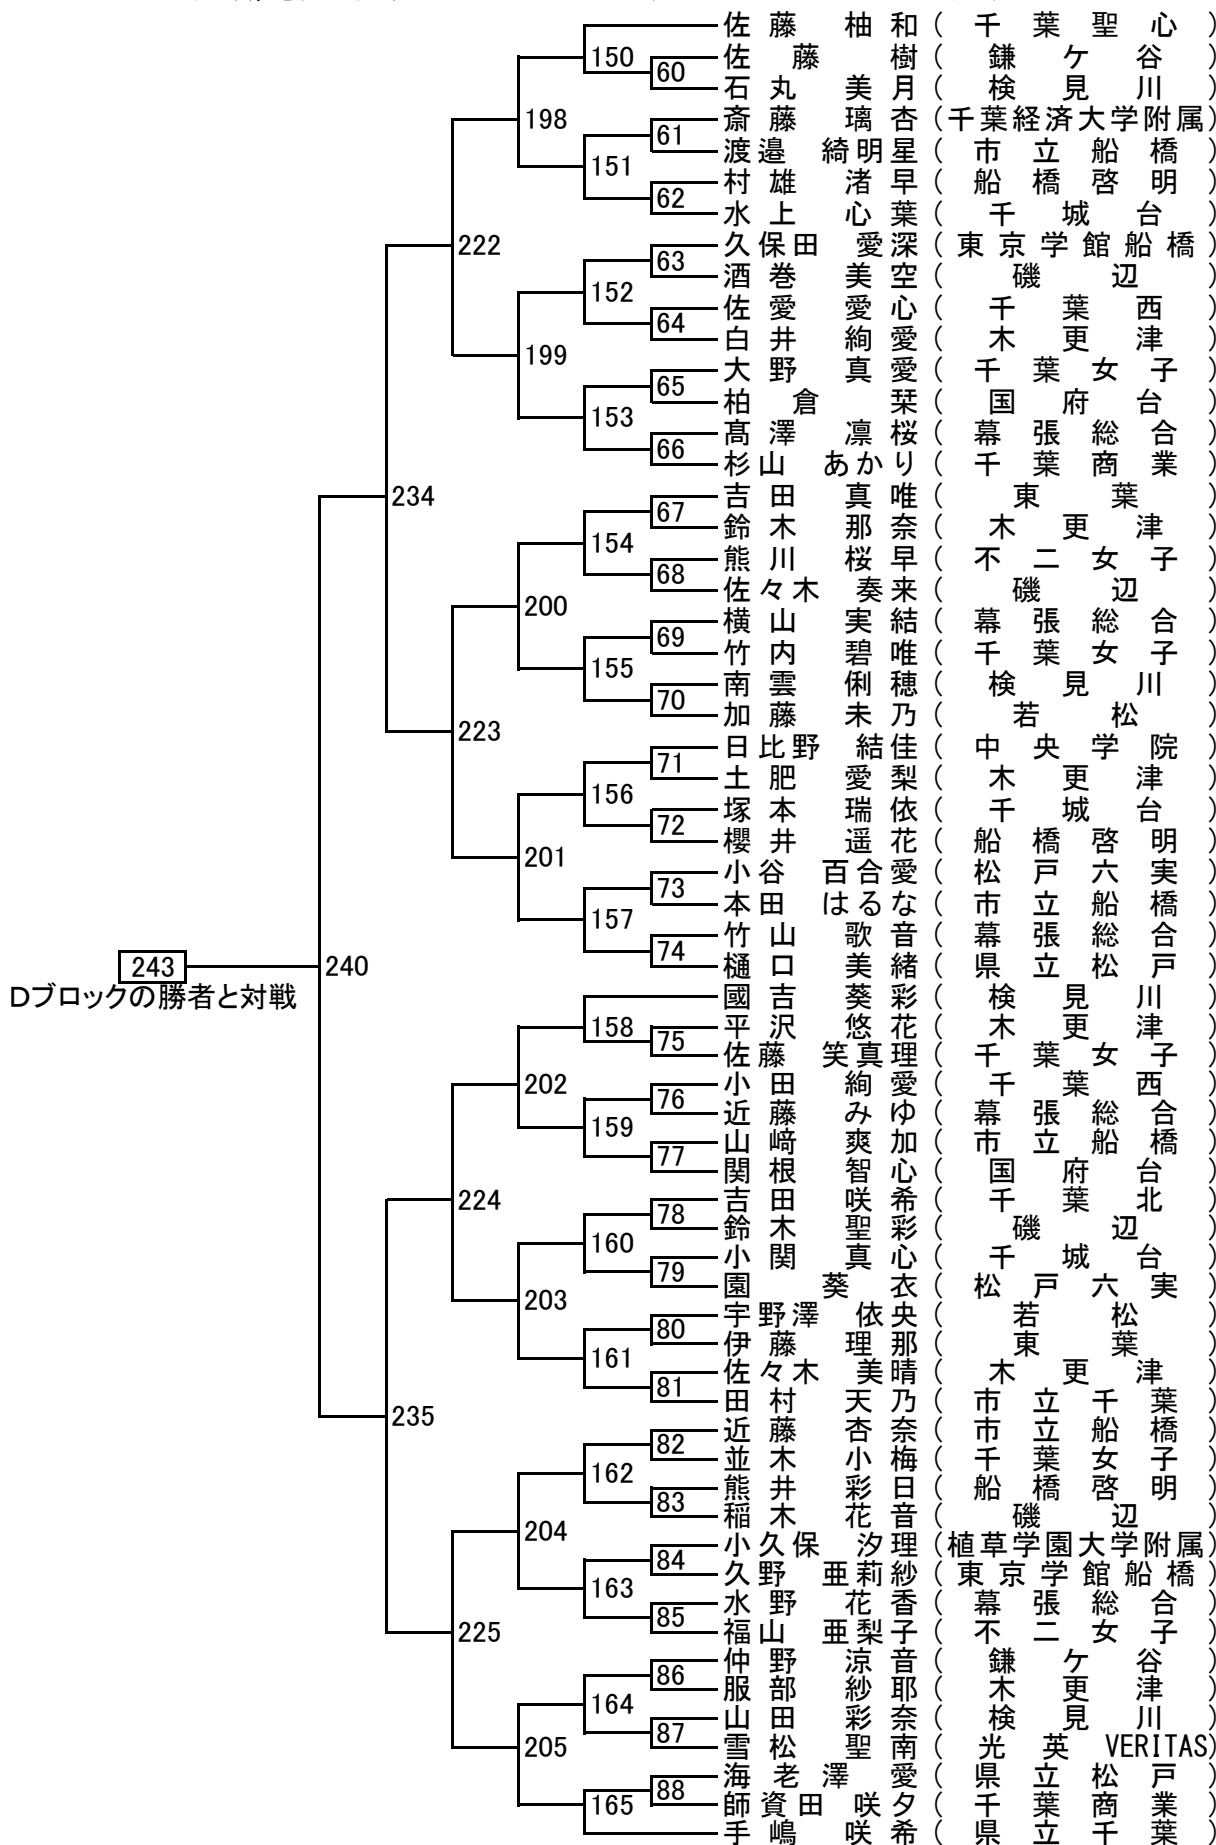 佐藤 柚和 (千葉聖心)
150
佐藤 樹 (鎌ケ谷)
60
石丸 美月 (検見川)
198
斎藤 璃杏 (千葉経済大学附属)
61
渡邉 綺明星 (市立船橋)
151
村雄 渚早 (船橋啓明)
62
水上 心葉 (千城台)
222
久保田 愛深 (東京学館船橋)
63
酒巻 美空 (磯辺)
152
佐愛 愛心 (千葉西)
64
白井 絢愛 (木更津)
199
大野 真愛 (千葉女子)
65
柏倉 栞 (国府台)
153
髙澤 凛桜 (幕張総合)
66
杉山 あかり (千葉商業)
234
吉田 真唯 (東葉)
67
鈴木 那奈 (木更津)
154
熊川 桜早 (不二女子)
68
佐々木 奏来 (磯辺)
200
横山 実結 (幕張総合)
69
竹内 碧唯 (千葉女子)
155
南雲 俐穂 (検見川)
70
加藤 未乃 (若松)
223
日比野 結佳 (中央学院)
71
土肥 愛梨 (木更津)
156
塚本 瑞依 (千城台)
72
櫻井 遥花 (船橋啓明)
201
小谷 百合愛 (松戸六実)
73
本田 はるな (市立船橋)
157
竹山 歌音 (幕張総合)
74
樋口 美緒 (県立松戸)
243
240
Dブロックの勝者と対戦
國吉 葵彩 (検見川)
158
平沢 悠花 (木更津)
75
佐藤 笑真理 (千葉女子)
202
小田 絢愛 (千葉西)
76
近藤 みゆ (幕張総合)
159
山﨑 爽加 (市立船橋)
77
関根 智心 (国府台)
224
吉田 咲希 (千葉北)
78
鈴木 聖彩 (磯辺)
160
小関 真心 (千城台)
79
園 葵衣 (松戸六実)
203
宇野澤 依央 (若松)
80
伊藤 理那 (東葉)
161
佐々木 美晴 (木更津)
81
田村 天乃 (市立千葉)
235
近藤 杏奈 (市立船橋)
82
並木 小梅 (千葉女子)
162
熊井 彩日 (船橋啓明)
83
稲木 花音 (磯辺)
204
小久保 汐理 (植草学園大学附属)
84
久野 亜莉紗 (東京学館船橋)
163
水野 花香 (幕張総合)
85
福山 亜梨子 (不二女子)
225
仲野 涼音 (鎌ケ谷)
86
服部 紗耶 (木更津)
164
山田 彩奈 (検見川)
87
雪松 聖南 (光英VERITAS)
205
海老澤 愛 (県立松戸)
88
師資田 咲夕 (千葉商業)
165
手嶋 咲希 (県立千葉)